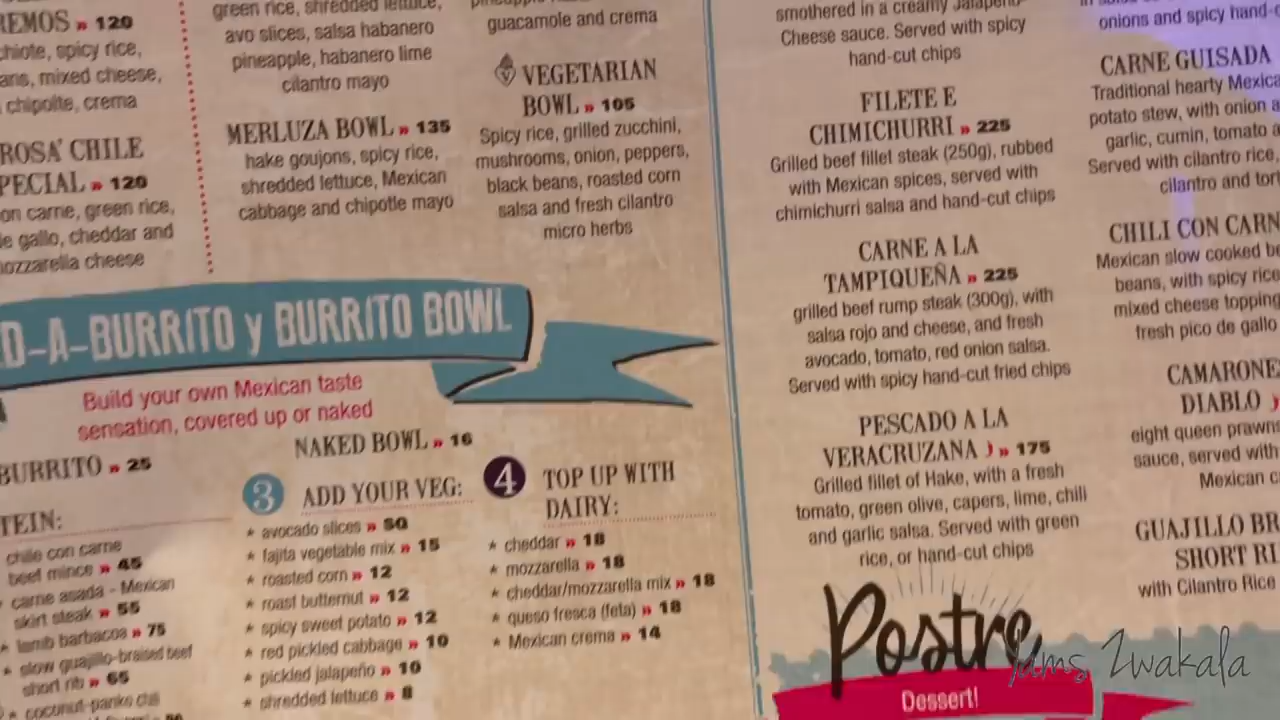 REMOS » 120
chiote, spicy rice,
ans, mixed cheese,
chipolte, crema
ROSA' CHILE
PECIAL » 120
on carne, green rice,
le gallo, cheddar and
mozzarella cheese
green rice, shredded lettuce,
avo slices, salsa habanero
pineapple, habanero lime
cilantro mayo
MERLUZA BOWL » 135
hake goujons, spicy rice,
shredded lettuce, Mexican
cabbage and chipotle mayo
guacamole and crema
VEGETARIAN
BOWL » 105
Spicy rice, grilled zucchini,
mushrooms, onion, peppers,
black beans, roasted corn
salsa and fresh cilantro
micro herbs
D-A-BURRITO y BURRITO BOWL
Build your own Mexican taste
sensation, covered up or naked
BURRITO » 25
NAKED BOWL » 16
TEIN:
chile con carne
beef mince » 45
carne asada - Mexican
skirt steak » 55
* lamb barbacoa » 75
* slow guajillo-braised beef
short rib » 65
* coconut-panko
3 ADD YOUR VEG:
* avocado slices » 50
* fajita vegetable mix » 15
* roasted corn » 12
* roast butternut » 12
* spicy sweet potato » 12
* red pickled cabbage » 10
* pickled jalapeño » 10
* shredded lettuce » 8
4 TOP UP WITH
DAIRY:
* cheddar » 18
* mozzarella » 18
* cheddar/mozzarella mix » 18
* queso fresca (feta) » 18
* Mexican crema » 14
smothered in a creamy Jalapeno
Cheese sauce. Served with spicy
hand-cut chips
FILETE E
CHIMICHURRI » 225
Grilled beef fillet steak (250g), rubbed
with Mexican spices, served with
chimichurri salsa and hand-cut chips
CARNE A LA
TAMPIQUEÑA » 225
grilled beef rump steak (300g), with
salsa rojo and cheese, and fresh
avocado, tomato, red onion salsa.
Served with spicy hand-cut fried chips
PESCADO A LA
VERACRUZANA » 175
Grilled fillet of Hake, with a fresh
tomato, green olive, capers, lime, chili
and garlic salsa. Served with green
rice, or hand-cut chips
Postre
Dessert!
onions and spicy hand-c
CARNE GUISADA
Traditional hearty Mexica
potato stew, with onion a
garlic, cumin, tomato a
Served with cilantro rice,
cilantro and tort
CHILI CON CARN
Mexican slow cooked be
beans, with spicy rice
mixed cheese topping
fresh pico de gallo
CAMARONE
DIABLO
eight queen prawns
sauce, served with
Mexican c
GUAJILLO BR
SHORT RI
with Cilantro Rice
Jams Zwakala